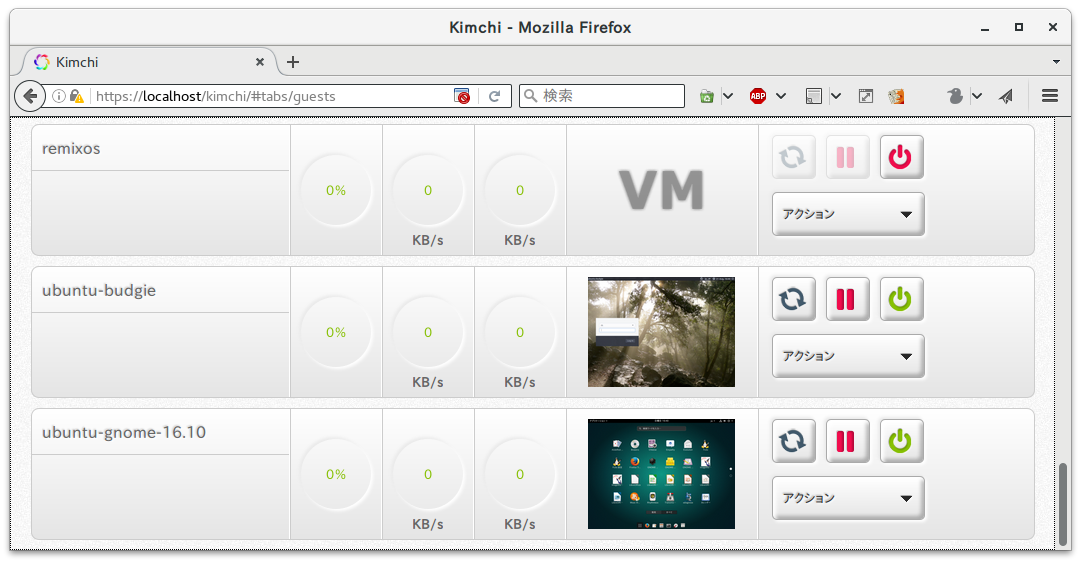 Kimchi - Mozilla Firefox
Kimchi
https://localhost/kimchi/#tabs/guests
検索
ABP
remixos
0%
0
KB/s
0
KB/s
VM
アクション
ubuntu-budgie
0%
0
KB/s
0
KB/s
アクション
ubuntu-gnome-16.10
0%
0
KB/s
0
KB/s
アクション